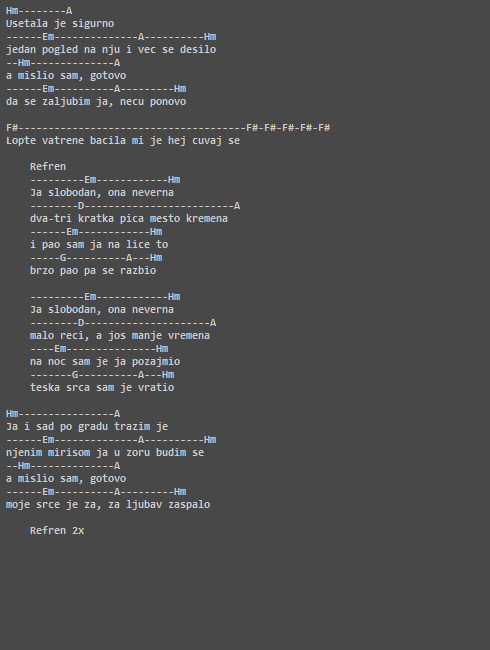 Hm--------A
Usetala je sigurno
------Em--------------A----------Hm
jedan pogled na nju i vec se desilo
--Hm--------------A
a mislio sam, gotovo
------Em----------A---------Hm
da se zaljubim ja, necu ponovo

F#--------------------------------------F#-F#-F#-F#-F#
Lopte vatrene bacila mi je hej cuvaj se

    Refren
    ---------Em------------Hm
    Ja slobodan, ona neverna
    --------D-------------------------A
    dva-tri kratka pica mesto kremena
    ------Em------------Hm
    i pao sam ja na lice to
    -----G----------A---Hm
    brzo pao pa se razbio

    ---------Em------------Hm
    Ja slobodan, ona neverna
    --------D---------------------A
    malo reci, a jos manje vremena
    ----Em---------------Hm
    na noc sam je ja pozajmio
    -------G----------A---Hm
    teska srca sam je vratio

Hm----------------A
Ja i sad po gradu trazim je
------Em--------------A----------Hm
njenim mirisom ja u zoru budim se
--Hm--------------A
a mislio sam, gotovo
------Em----------A---------Hm
moje srce je za, za ljubav zaspalo

    Refren 2x